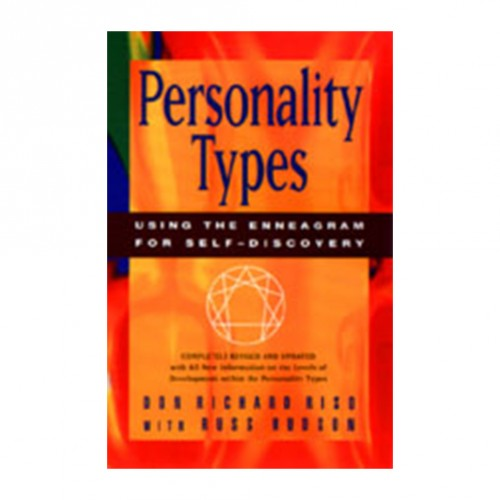 Personality
Types
USING THE ENNEAGRAM
FOR SELF-DISCOVERY
COMPLETELY REVISED AND UPDATED
with All New Information on the Levels of
Development within the Personality Types
DON RICHARD RISO
WITH RUSS HUDSON